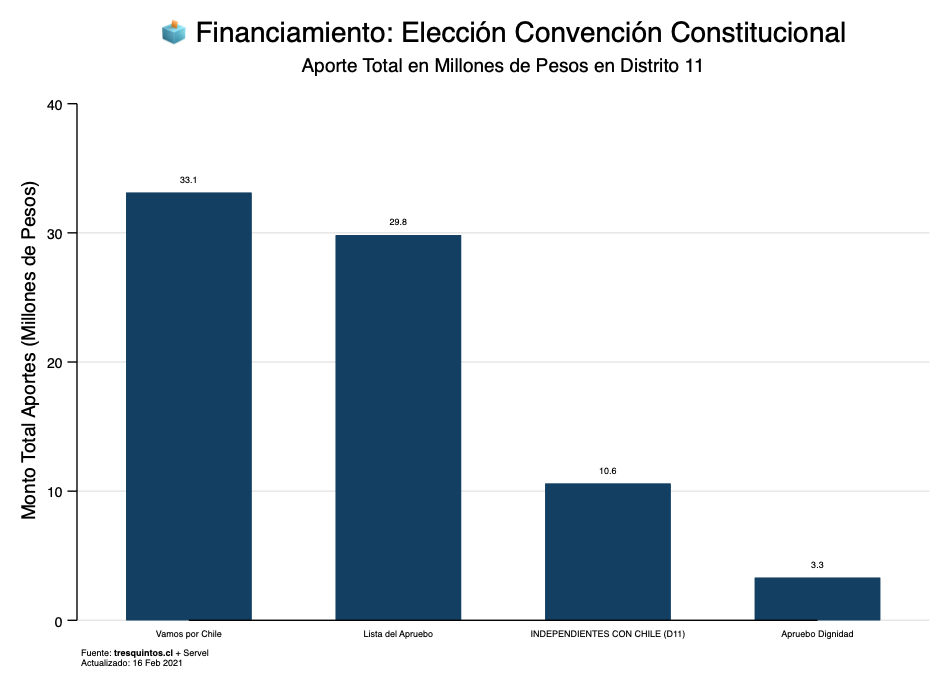 🗳️ Financiamiento: Elección Convención Constitucional
Aporte Total en Millones de Pesos en Distrito 11
Monto Total Aportes (Millones de Pesos)
40
30
20
10
0
33.1
29.8
10.6
3.3
Vamos por Chile
Lista del Apruebo
INDEPENDIENTES CON CHILE (D11)
Apruebo Dignidad
Fuente: tresquintos.cl + Servel
Actualizado: 16 Feb 2021